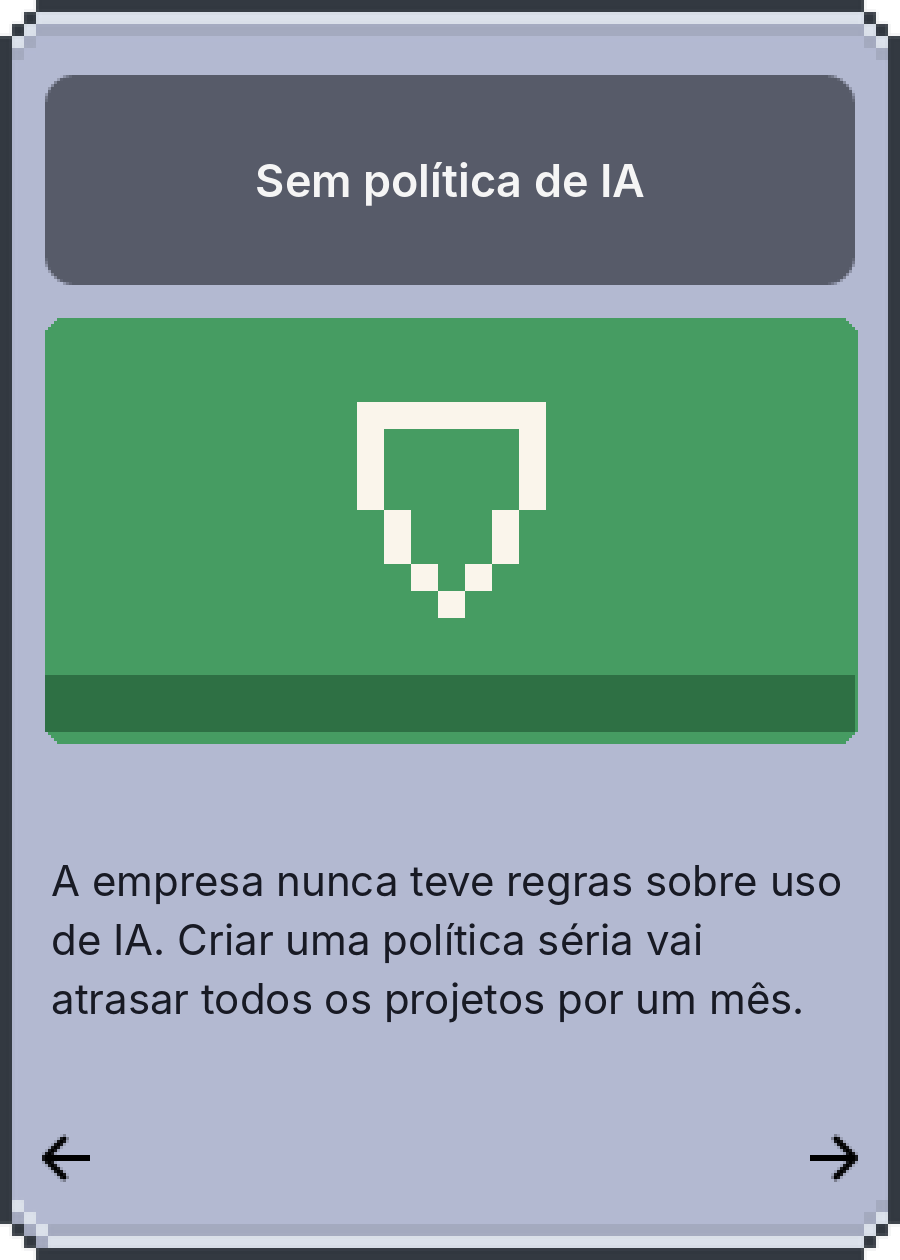 Sem política de IA
A empresa nunca teve regras sobre uso
de IA. Criar uma política séria vai
atrasar todos os projetos por um mês.